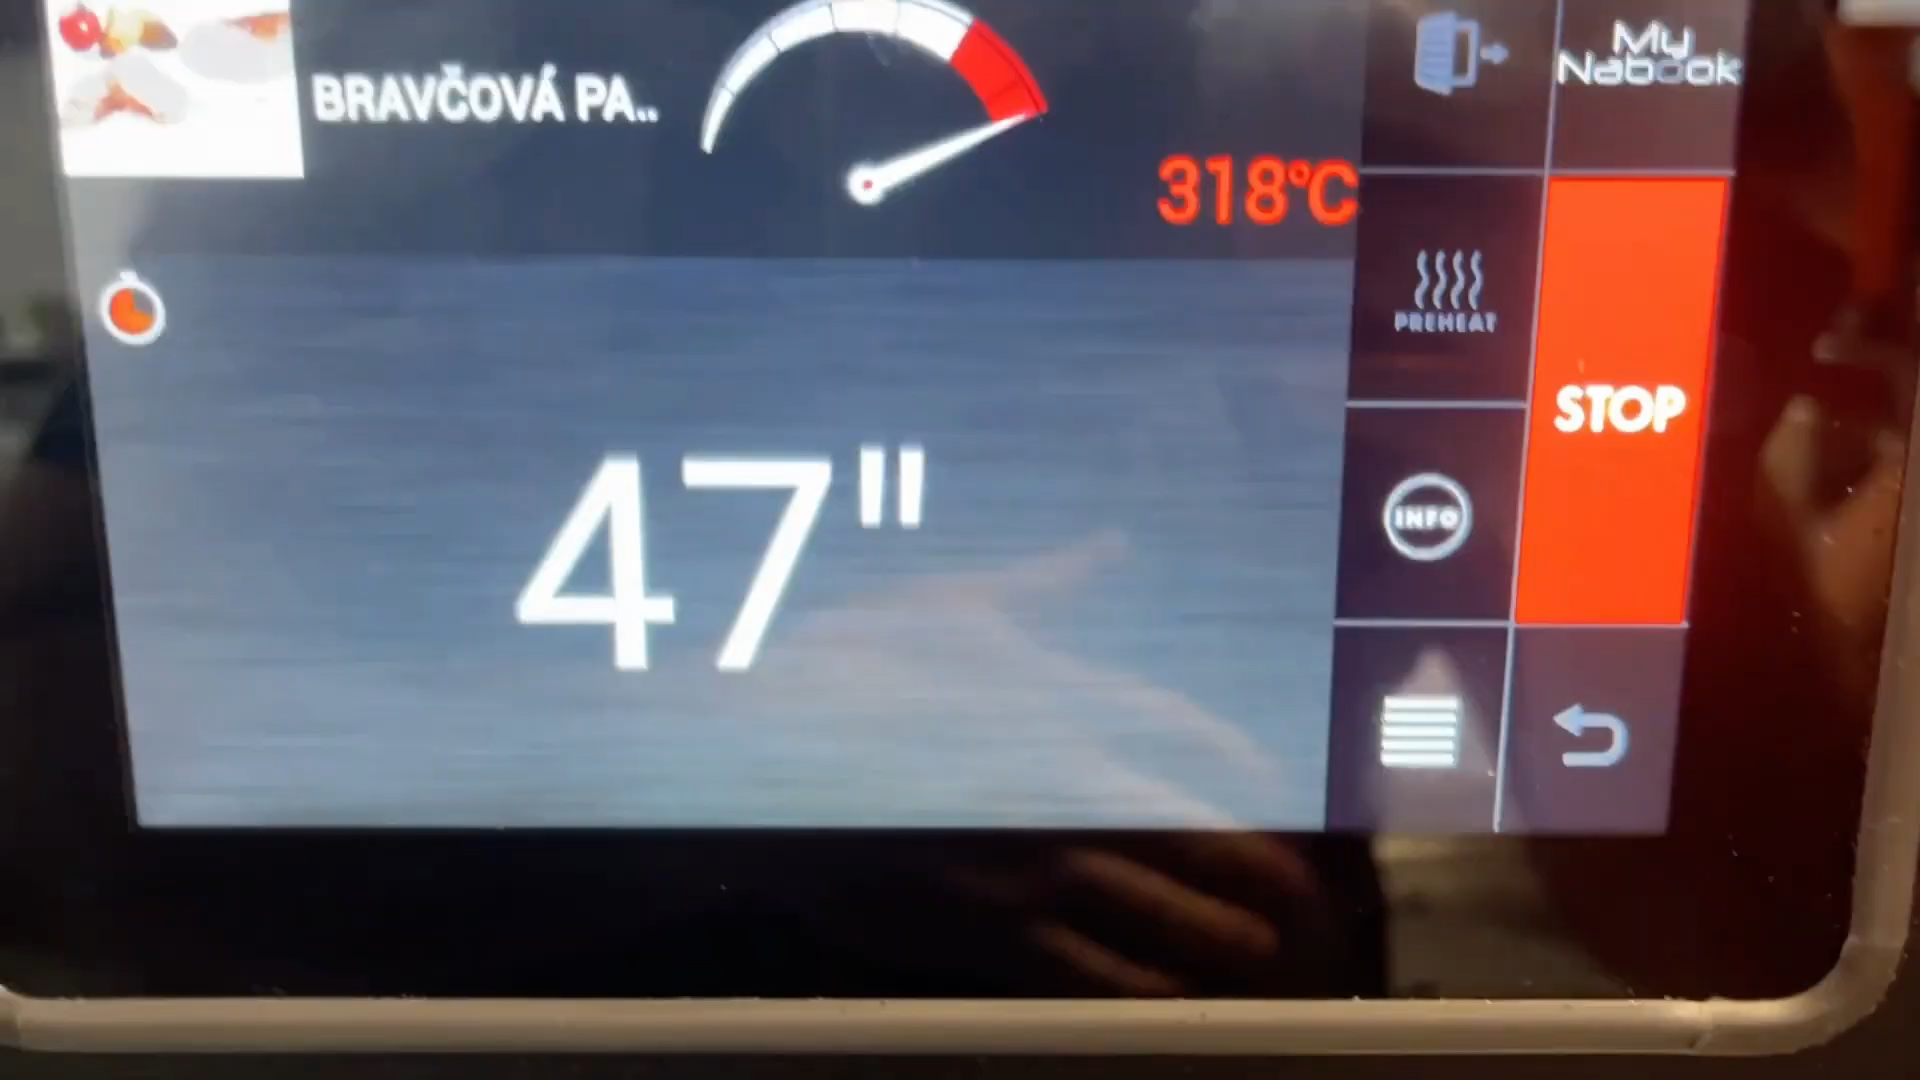 BRAVČOVÁ PA..
My
Nabook
318°C
PREHEAT
STOP
47"
INFO